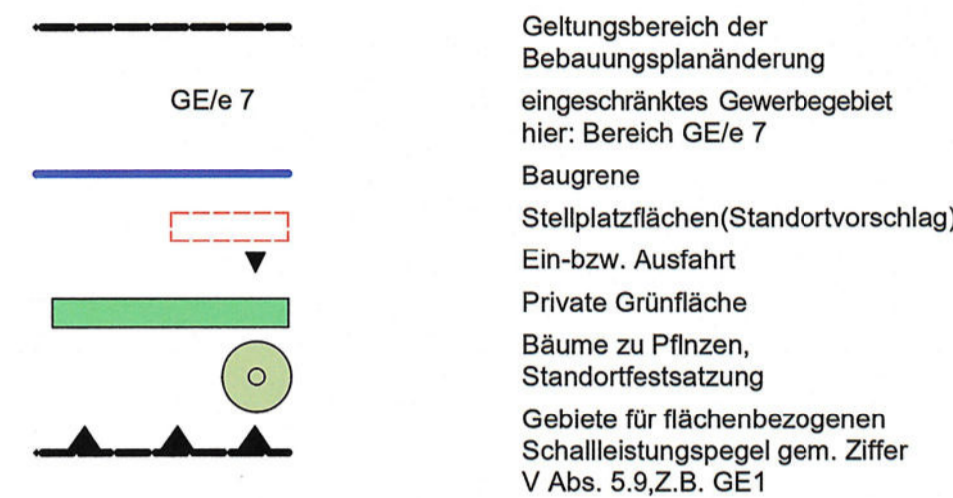 Geltungsbereich der
Bebauungsplanänderung
GE/e 7
eingeschränktes Gewerbegebiet
hier: Bereich GE/e 7
Baugrene
Stellplatzflächen(Standortvorschlag)
Ein-bzw. Ausfahrt
Private Grünfläche
Bäume zu Pflnzen,
Standortfestsatzung
Gebiete für flächenbezogenen
Schallleistungspegel gem. Ziffer
V Abs. 5.9,Z.B. GE1